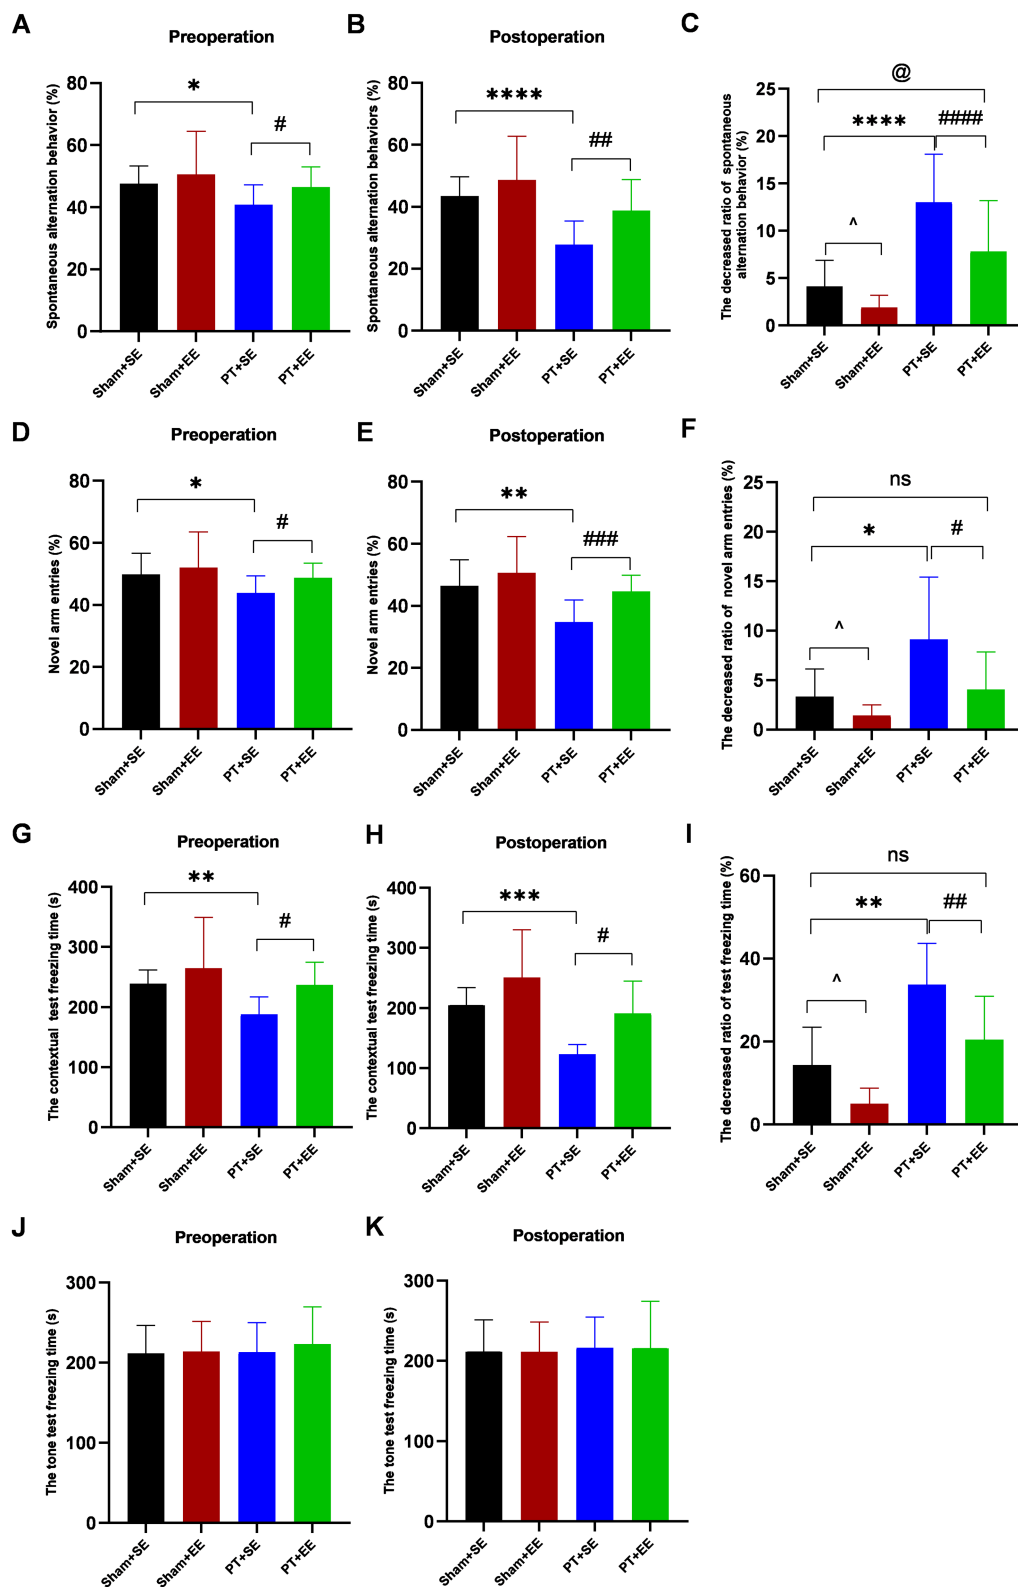 A
Preoperation
Spontaneous alternation behavior (%)
80
60
40
20
0
*
#
Sham+SE
Sham+EE
PT+SE
PT+EE
B
Postoperation
Spontaneous alternation behaviors (%)
80
60
40
20
0
****
##
Sham+SE
Sham+EE
PT+SE
PT+EE
C
The decreased ratio of spontaneous
alternation behavior (%)
25
20
15
10
5
0
@
****
####
^
Sham+SE
Sham+EE
PT+SE
PT+EE
D
Preoperation
Novel arm entries (%)
80
60
40
20
0
*
#
Sham+SE
Sham+EE
PT+SE
PT+EE
E
Postoperation
Novel arm entries (%)
80
60
40
20
0
**
###
Sham+SE
Sham+EE
PT+SE
PT+EE
F
The decreased ratio of novel arm entries (%)
25
20
15
10
5
0
ns
*
#
^
Sham+SE
Sham+EE
PT+SE
PT+EE
G
Preoperation
The contextual test freezing time (s)
400
300
200
100
0
**
#
Sham+SE
Sham+EE
PT+SE
PT+EE
H
Postoperation
The contextual test freezing time (s)
400
300
200
100
0
***
#
Sham+SE
Sham+EE
PT+SE
PT+EE
I
The decreased ratio of test freezing time (%)
60
40
20
0
ns
**
##
^
Sham+SE
Sham+EE
PT+SE
PT+EE
J
Preoperation
The tone test freezing time (s)
300
200
100
0
Sham+SE
Sham+EE
PT+SE
PT+EE
K
Postoperation
The tone test freezing time (s)
300
200
100
0
Sham+SE
Sham+EE
PT+SE
PT+EE